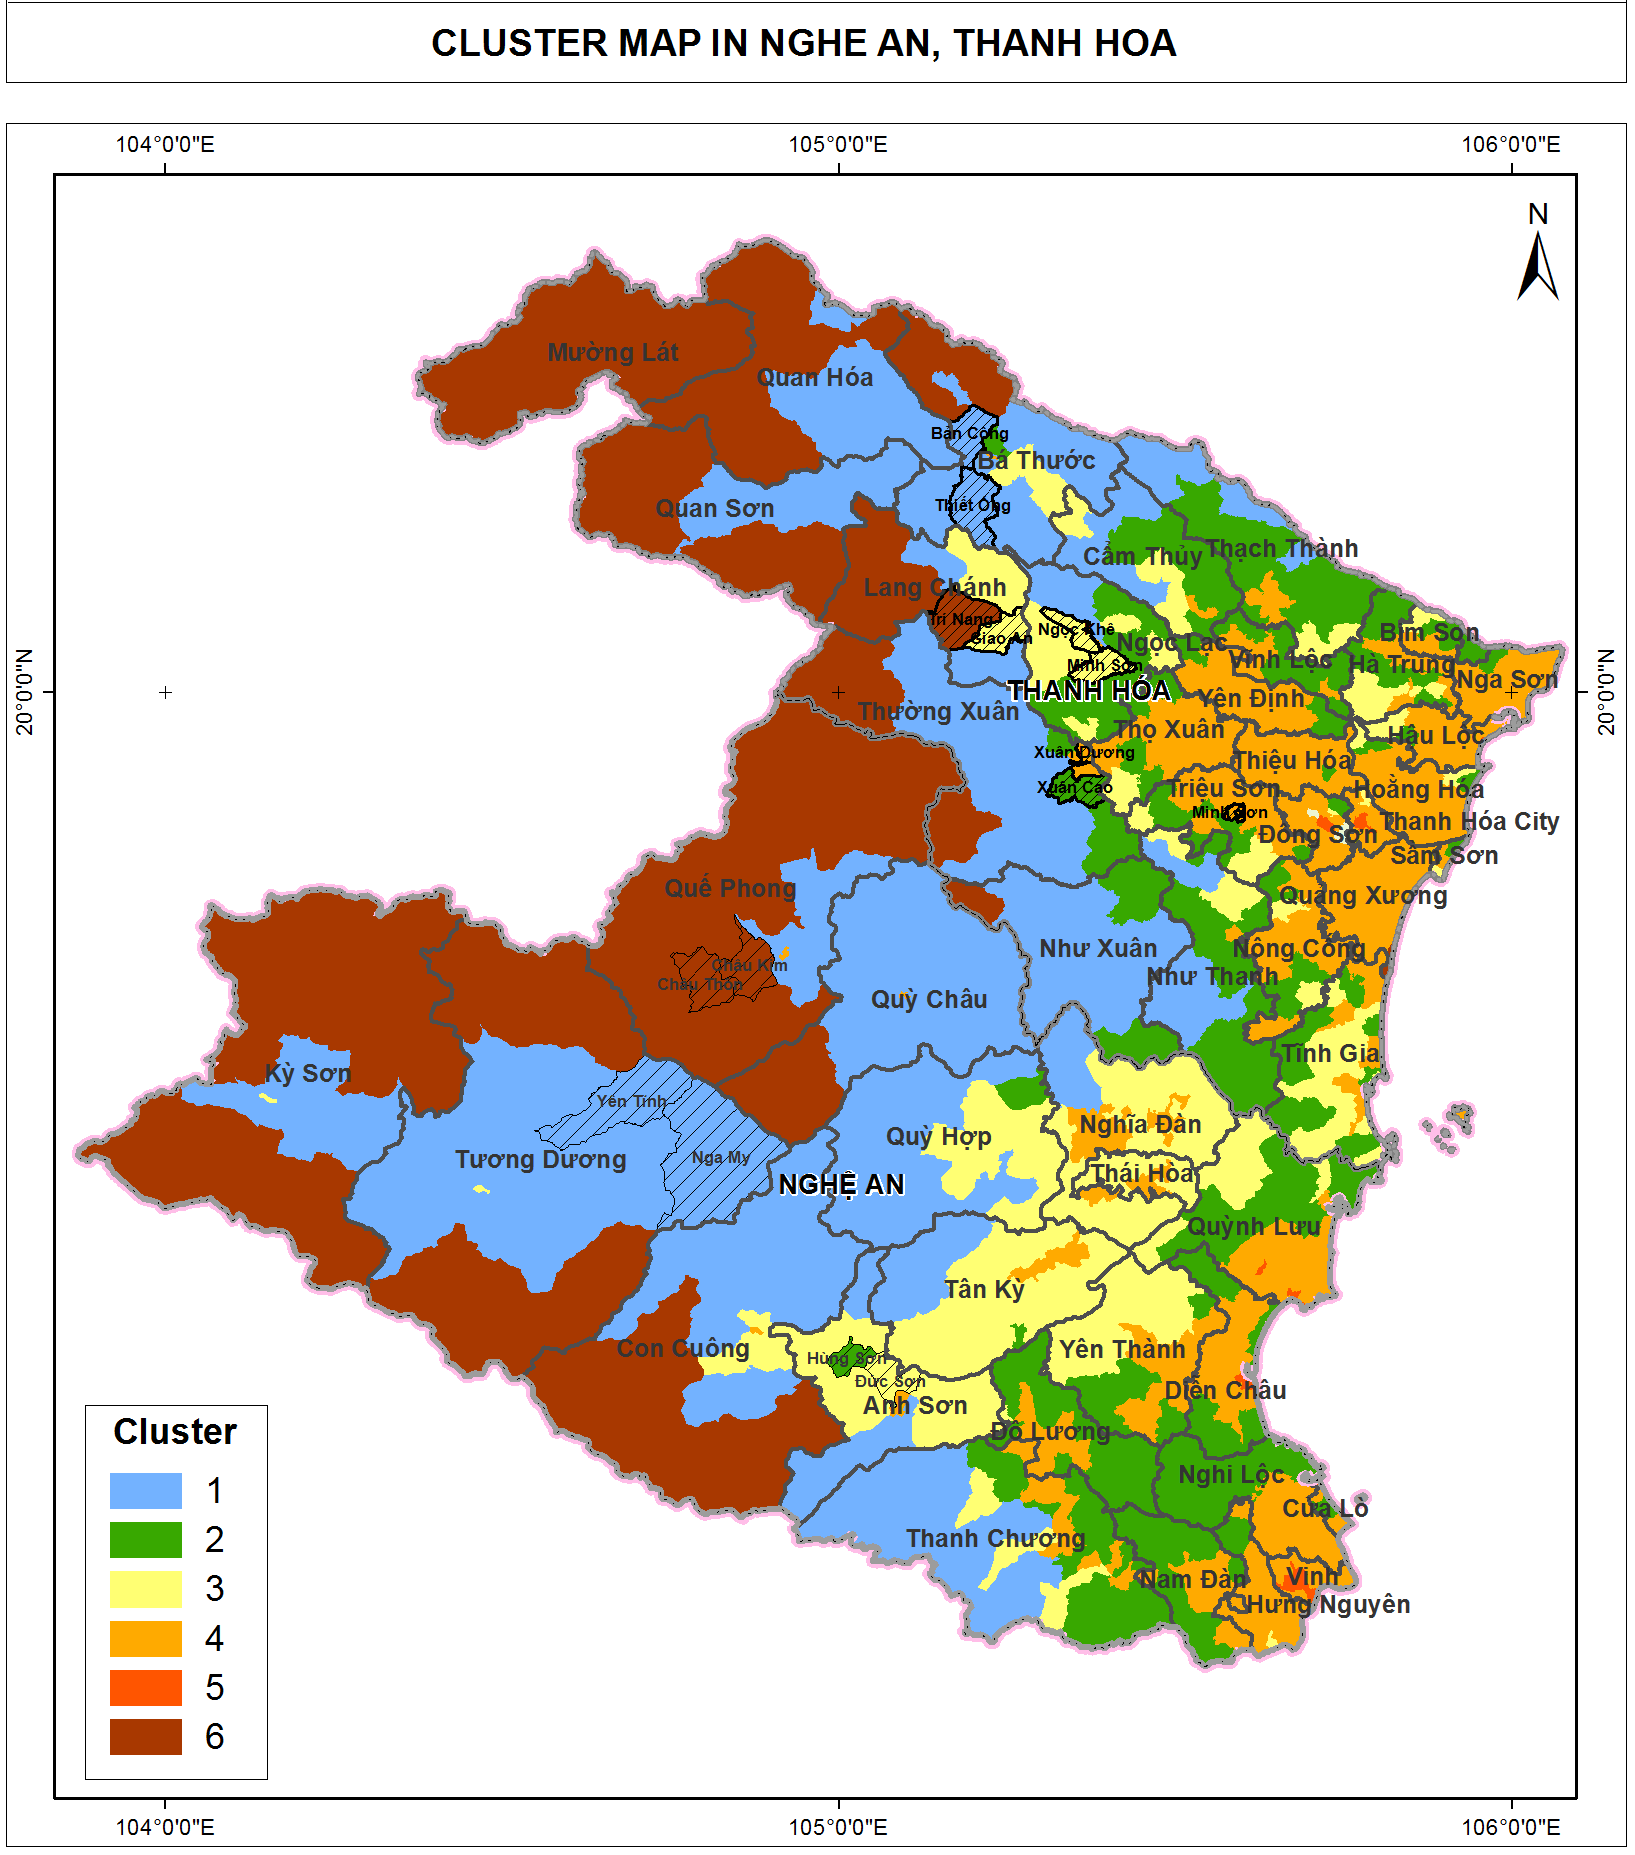 CLUSTER MAP IN NGHE AN, THANH HOA
104°0'0"E
105°0'0"E
106°0'0"E
N
Mường Lát
Quan Hóa
Bán Công
Bá Thước
Quan Sơn
Thiết Ống
Cẩm Thủy
Thạch Thành
Lang Chánh
Trí Nang
Giao An
Ngọc Khê
Ngọc Lạc
Bỉm Sơn
Vĩnh Lộc
Hà Trung
Minh Sơn
Nga Sơn
20°0'0"N
20°0'0"N
THANH HÓA
Yên Định
Thường Xuân
Thọ Xuân
Hậu Lộc
Xuân Dương
Thiệu Hóa
Xuân Cao
Triệu Sơn
Hoằng Hóa
Minh Sơn
Đông Sơn
Thanh Hóa City
Sầm Sơn
Quế Phong
Quảng Xương
Như Xuân
Nông Cống
Châu Kim
Châu Thôn
Như Thanh
Quỳ Châu
Tĩnh Gia
Kỳ Sơn
Yên Tĩnh
Nghĩa Đàn
Quỳ Hợp
Tương Dương
Nga My
Thái Hòa
NGHỆ AN
Quỳnh Lưu
Tân Kỳ
Con Cuông
Hùng Sơn
Yên Thành
Đức Sơn
Diễn Châu
Anh Sơn
Đô Lương
Cluster
1
2
3
4
5
6
Nghi Lộc
Cửa Lò
Thanh Chương
Nam Đàn
Vinh
Hưng Nguyên
104°0'0"E
105°0'0"E
106°0'0"E